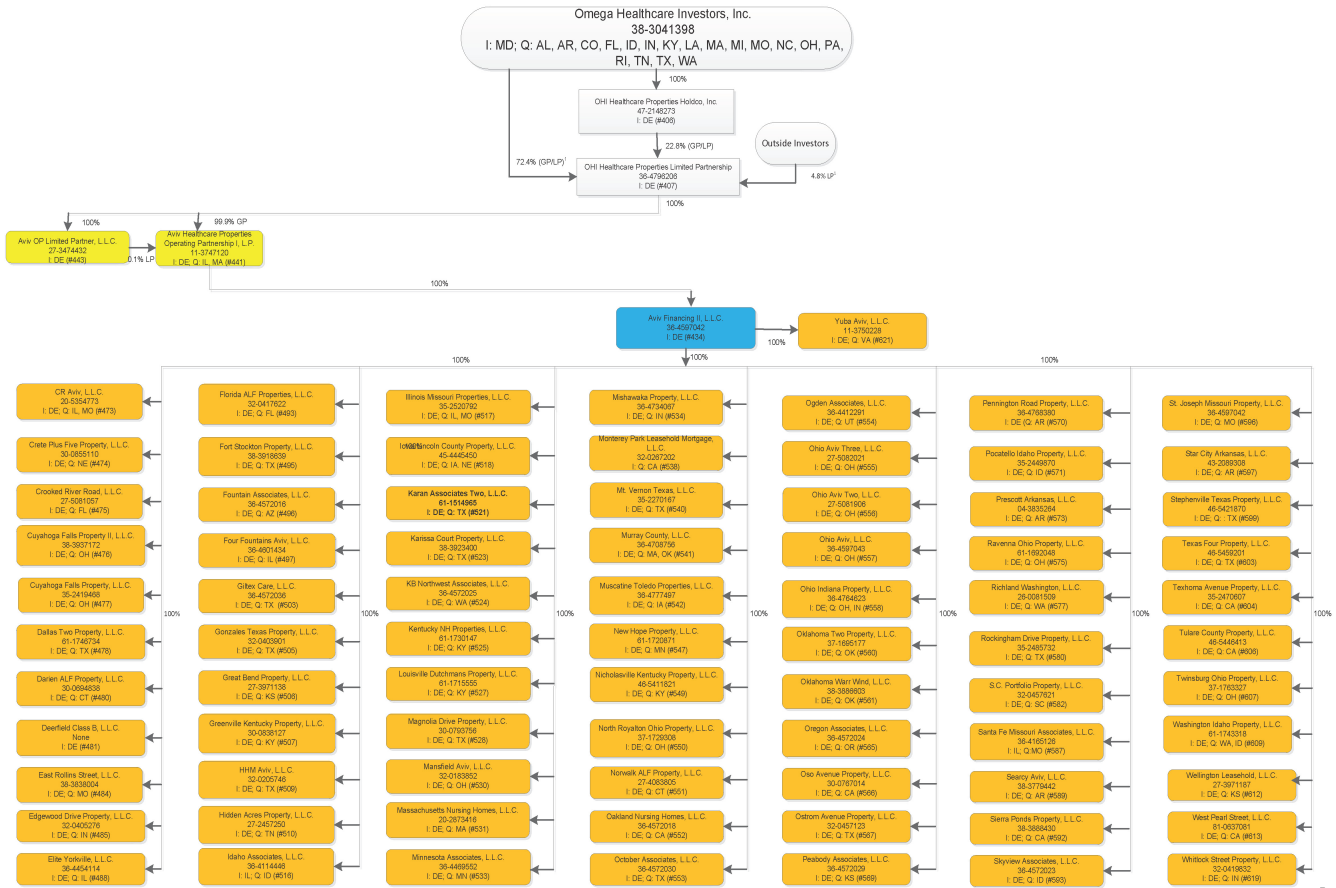 Omega Healthcare Investors, Inc.
38-3041398
I: MD; Q: AL, AR, CO, FL, ID, IN, KY, LA, MA, MI, MO, NC, OH, PA,
RI, TN, TX, WA
100%
OHI Healthcare Properties Holdco, Inc.
47-2148273
I: DE (#406)
Outside Investors
22.8% (GP/LP)
72.4% (GP/LP)¹
4.8% LP¹
OHI Healthcare Properties Limited Partnership
36-4796206
I: DE (#407)
100%
100%
99.9% GP
Aviv OP Limited Partner, L.L.C.
27-3474432
I: DE (#443)
0.1% LP
Aviv Healthcare Properties
Operating Partnership I, L.P.
11-3747120
I: DE; Q: IL, MA (#441)
100%
Aviv Financing II, L.L.C.
36-4597042
I: DE (#434)
100%
Yuba Aviv, L.L.C.
11-3750228
I: DE; Q: VA (#621)
100%
100%
100%
CR Aviv, L.L.C.
20-5354773
I: DE; Q: IL, MO (#473)
Crete Plus Five Property, L.L.C.
30-0855110
I: DE; Q: NE (#474)
Crooked River Road, L.L.C.
27-5081057
I: DE; Q: FL (#475)
Cuyahoga Falls Property II, L.L.C.
38-3937172
I: DE; Q: OH (#476)
Cuyahoga Falls Property, L.L.C.
35-2419468
I: DE; Q: OH (#477)
Dallas Two Property, L.L.C.
61-1746734
I: DE; Q: TX (#478)
Darien ALF Property, L.L.C.
30-0694838
I: DE; Q: CT (#480)
Deerfield Class B, L.L.C.
None
I: DE (#481)
East Rollins Street, L.L.C.
38-3838004
I: DE; Q: MO (#484)
Edgewood Drive Property, L.L.C.
32-0405276
I: DE; Q: IN (#485)
Elite Yorkville, L.L.C.
36-4454114
I: DE; Q: IL (#488)
100%
Florida ALF Properties, L.L.C.
32-0417622
I: DE; Q: FL (#493)
Fort Stockton Property, L.L.C.
38-3918639
I: DE; Q: TX (#495)
Fountain Associates, L.L.C.
36-4572016
I: DE; Q: AZ (#496)
Four Fountains Aviv, L.L.C.
36-4601434
I: DE; Q: IL (#497)
Giltex Care, L.L.C.
36-4572036
I: DE; Q: TX (#503)
Gonzales Texas Property, L.L.C.
32-0403901
I: DE; Q: TX (#505)
Great Bend Property, L.L.C.
27-3971138
I: DE; Q: KS (#506)
Greenville Kentucky Property, L.L.C.
30-0838127
I: DE; Q: KY (#507)
HHM Aviv, L.L.C.
32-0205746
I: DE; Q: TX (#509)
Hidden Acres Property, L.L.C.
27-2457250
I: DE; Q: TN (#510)
Idaho Associates, L.L.C.
36-4114446
I: IL; Q: ID (#516)
100%
Illinois Missouri Properties, L.L.C.
35-2520792
I: DE; Q: IL, MO (#517)
Lincoln County Property, L.L.C.
45-4445450
I: DE; Q: IA. NE (#518)
Karan Associates Two, L.L.C.
61-1514965
I: DE; Q: TX (#521)
Karissa Court Property, L.L.C.
38-3923400
I: DE; Q: TX (#523)
KB Northwest Associates, L.L.C.
36-4572025
I: DE; Q: WA (#524)
Kentucky NH Properties, L.L.C.
61-1730147
I: DE; Q: KY (#525)
Louisville Dutchmans Property, L.L.C.
61-1715555
I: DE; Q: KY (#527)
Magnolia Drive Property, L.L.C.
30-0793756
I: DE; Q: TX (#528)
Mansfield Aviv, L.L.C.
32-0183852
I: DE; Q: OH (#530)
Massachusetts Nursing Homes, L.L.C.
20-2873416
I: DE; Q: MA (#531)
Minnesota Associates, L.L.C.
36-4469552
I: DE; Q: MN (#533)
100%
Mishawaka Property, L.L.C.
36-4734067
I: DE; Q: IN (#534)
Monterey Park Leasehold Mortgage,
L.L.C.
32-0267202
I: Q: CA (#538)
Mt. Vernon Texas, L.L.C.
35-2270167
I: DE; Q: TX (#540)
Murray County, L.L.C.
36-4708756
I: DE; Q: MA, OK (#541)
Muscatine Toledo Properties, L.L.C.
36-4777497
I: DE; Q: IA (#542)
New Hope Property, L.L.C.
61-1720871
I: DE; Q: MN (#547)
Nicholasville Kentucky Property, L.L.C.
46-5411821
I: DE; Q: KY (#549)
North Royalton Ohio Property, L.L.C.
37-1729308
I: DE; Q: OH (#550)
Norwalk ALF Property, L.L.C.
27-4083805
I: DE; Q: CT (#551)
Oakland Nursing Homes, L.L.C.
36-4572018
I: DE; Q: CA (#552)
October Associates, L.L.C.
36-4572030
I: DE; Q: TX (#553)
100%
Ogden Associates, L.L.C.
36-4412291
I: DE; Q: UT (#554)
Ohio Aviv Three, L.L.C.
27-5082021
I: DE; Q: OH (#555)
Ohio Aviv Two, L.L.C.
27-5081906
I: DE; Q: OH (#556)
Ohio Aviv, L.L.C.
36-4597043
I: DE; Q: OH (#557)
Ohio Indiana Property, L.L.C.
36-4764623
I: DE; Q: OH, IN (#558)
Oklahoma Two Property, L.L.C.
37-1695177
I: DE; Q: OK (#560)
Oklahoma Warr Wind, L.L.C.
38-3886603
I: DE; Q: OK (#561)
Oregon Associates, L.L.C.
36-4572024
I: DE; Q: OR (#565)
Oso Avenue Property, L.L.C.
30-0767014
I: DE; Q: CA (#566)
Ostrom Avenue Property, L.L.C.
32-0457123
I: DE; Q: TX (#567)
Peabody Associates, L.L.C.
36-4572029
I: DE; Q: KS (#569)
100%
Pennington Road Property, L.L.C.
36-4768380
I: DE; Q: AR (#570)
Pocatello Idaho Property, L.L.C.
35-2449870
I: DE; Q: ID (#571)
Prescott Arkansas, L.L.C.
04-3835264
I: DE; Q: AR (#573)
Ravenna Ohio Property, L.L.C.
61-1692048
I: DE; Q: OH (#575)
Richland Washington, L.L.C.
26-0081509
I: DE; Q: WA (#577)
Rockingham Drive Property, L.L.C.
35-2485732
I: DE; Q: TX (#580)
S.C. Portfolio Property, L.L.C.
32-0457621
I: DE; Q: SC (#582)
Santa Fe Missouri Associates, L.L.C.
36-4165126
I: IL; Q:MO (#587)
Searcy Aviv, L.L.C.
38-3779442
I: DE; Q: AR (#589)
Sierra Ponds Property, L.L.C.
38-3888430
I: DE; Q: CA (#592)
Skyview Associates, L.L.C.
36-4572023
I: DE; Q: ID (#593)
100%
St. Joseph Missouri Property, L.L.C.
36-4597042
I: DE; Q: MO (#596)
Star City Arkansas, L.L.C.
43-2089308
I: DE; Q: AR (#597)
Stephenville Texas Property, L.L.C.
46-5421870
I: DE; Q: : TX (#599)
Texas Four Property, L.L.C.
46-5459201
I: DE; Q: TX (#603)
Texhoma Avenue Property, L.L.C.
35-2470607
I: DE; Q: CA (#604)
Tulare County Property, L.L.C.
46-5446413
I: DE; Q: CA (#606)
Twinsburg Ohio Property, L.L.C.
37-1763327
I: DE; Q: OH (#607)
Washington Idaho Property, L.L.C.
61-1743318
I: DE; Q: WA, ID (#609)
Wellington Leasehold, L.L.C.
27-3971187
I: DE; Q: KS (#612)
West Pearl Street, L.L.C.
81-0637081
I: DE; Q: CA (#613)
Whitlock Street Property, L.L.C.
32-0419832
I: DE; Q: IN (#619)
100%